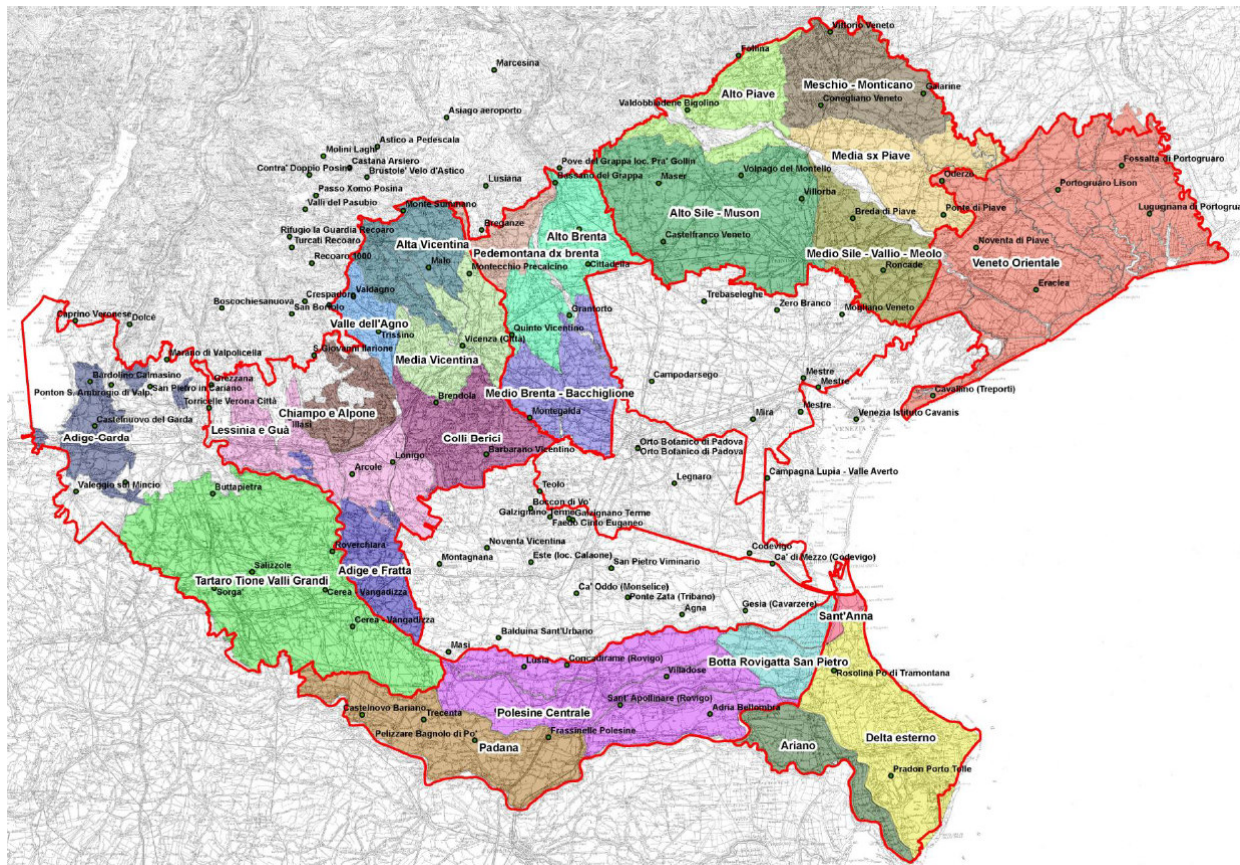 Vittorio Veneto
Follina
Marcesina
Alto Piave
Meschio - Monticano
Gaiarine
Valdobbiadene Bigolino
Conegliano Veneto
Asiago aeroporto
Astico a Pedescala
Molini Laghi
Castana Arsiero
Contra' Doppio Posina
Brustole' Velo d'Astico
Media sx Piave
Fossalta di Portogruaro
Pove del Grappa loc. Pra' Golin
Bassano del Grappa
Maser
Volpago del Montello
Oderzo
Portogruaro Lison
Lusiana
Passo Xomo Posina
Villorba
Valli del Pasubio
Monte Summano
Alto Sile - Muson
Breda di Piave
Ponte di Piave
Lugugnana di Portogrua
Breganze
Rifugio la Guardia Recoaro
Turcati Recoaro
Alta Vicentina
Alto Brenta
Castelfranco Veneto
Noventa di Piave
Recoaro 1000
Malo
Pedemontana dx brenta
Medio Sile - Vallio - Meolo
Veneto Orientale
Montecchio Precalcino
Cittadella
Roncade
Eraclea
Crespadoro
Valdagno
Boscochiesanuova
San Bortolo
Trebaseleghe
Zero Branco
Mogliano Veneto
Grantorto
Caprino Veronese
Dolcè
Valle dell'Agno
Trissino
Quinto Vicentino
Vicenza (Città)
Marano di Valpolicella
S. Giovanni Ilarione
Media Vicentina
Bardolino Calmasino
Grezzana
Campodarsego
Mestre
Mestre
Ponton S. Ambrogio di Valp.
San Pietro in Cariano
Medio Brenta - Bacchiglione
Cavallino (Treporti)
Torricelle Verona Città
Chiampo e Alpone
Brendola
Montegalda
Mira
Mestre
Venezia Istituto Cavanis
VENEZIA
Castelnuovo del Garda
Lessinia e Guà
Illasi
Adige-Garda
Colli Berici
Orto Botanico di Padova
Orto Botanico di Padova
Barbarano Vicentino
Lonigo
Arcole
Legnaro
Campagna Lupia - Valle Averto
Valeggio sul Mincio
Buttapietra
Teolo
Boccon di Vo'
Galzignano Terme
Galzignano Terme
Faedo Cinto Euganeo
Roverchiara
Noventa Vicentina
Codevigo
Montagnana
Este (loc. Calaone)
San Pietro Viminario
Ca' di Mezzo (Codevigo)
Adige e Fratta
Salizzole
Tartaro Tione Valli Grandi
Sorga'
Cerea - Vangadizza
Ca' Oddo (Monselice)
Ponte Zata (Tribano)
Gesia (Cavarzere)
Agna
Sant'Anna
Cerea - Vangadizza
Balduina Sant'Urbano
Masi
Lusia
Concadirame (Rovigo)
Botta Rovigatta San Pietro
Villadose
Rosolina Po di Tramontana
Sant' Apollinare (Rovigo)
Castelnovo Bariano
Trecenta
Polesine Centrale
Adria Bellombra
Pelizzare Bagnolo di Po'
Frassinelle Polesine
Padana
Ariano
Delta esterno
Pradon Porto Tolle